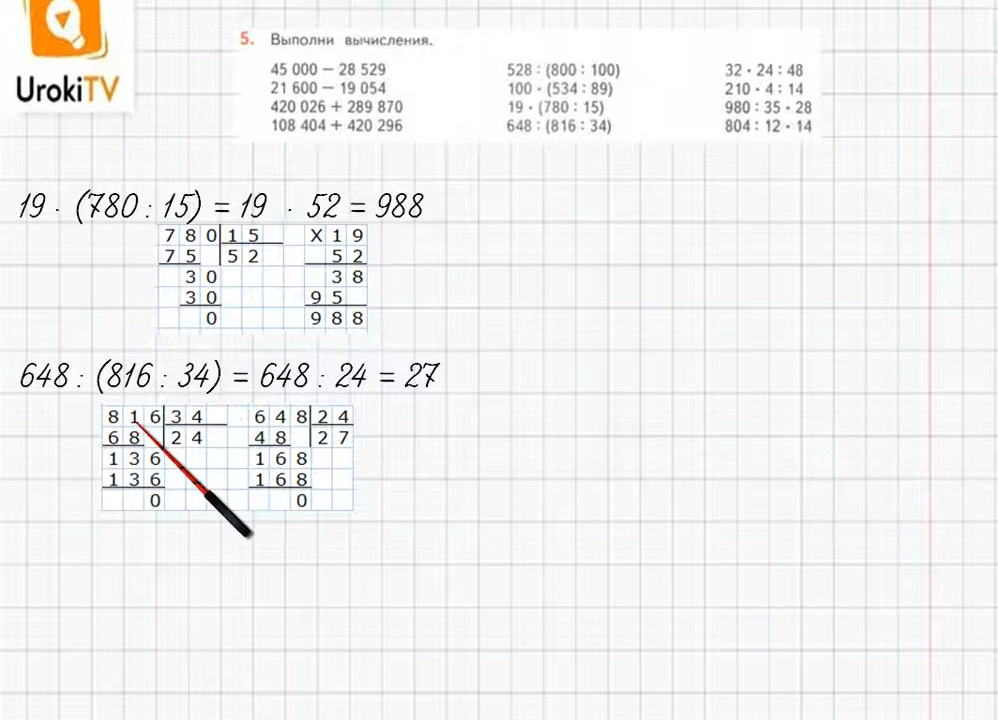 UrokiTV
5. Выполни вычисления.
45 000 − 28 529
21 600 − 19 054
420 026 + 289 870
108 404 + 420 296
528 : (800 : 100)
100 · (534 : 89)
19 · (780 : 15)
648 : (816 : 34)
32 · 24 : 48
210 · 4 : 14
980 : 35 · 28
804 : 12 · 14
19 · (780 : 15) = 19 · 52 = 988
780 15
75 52
30
30
0
X 19
52
38
95
988
648 : (816 : 34) = 648 : 24 = 27
816 34
68 24
136
136
0
648 24
48 27
168
168
0